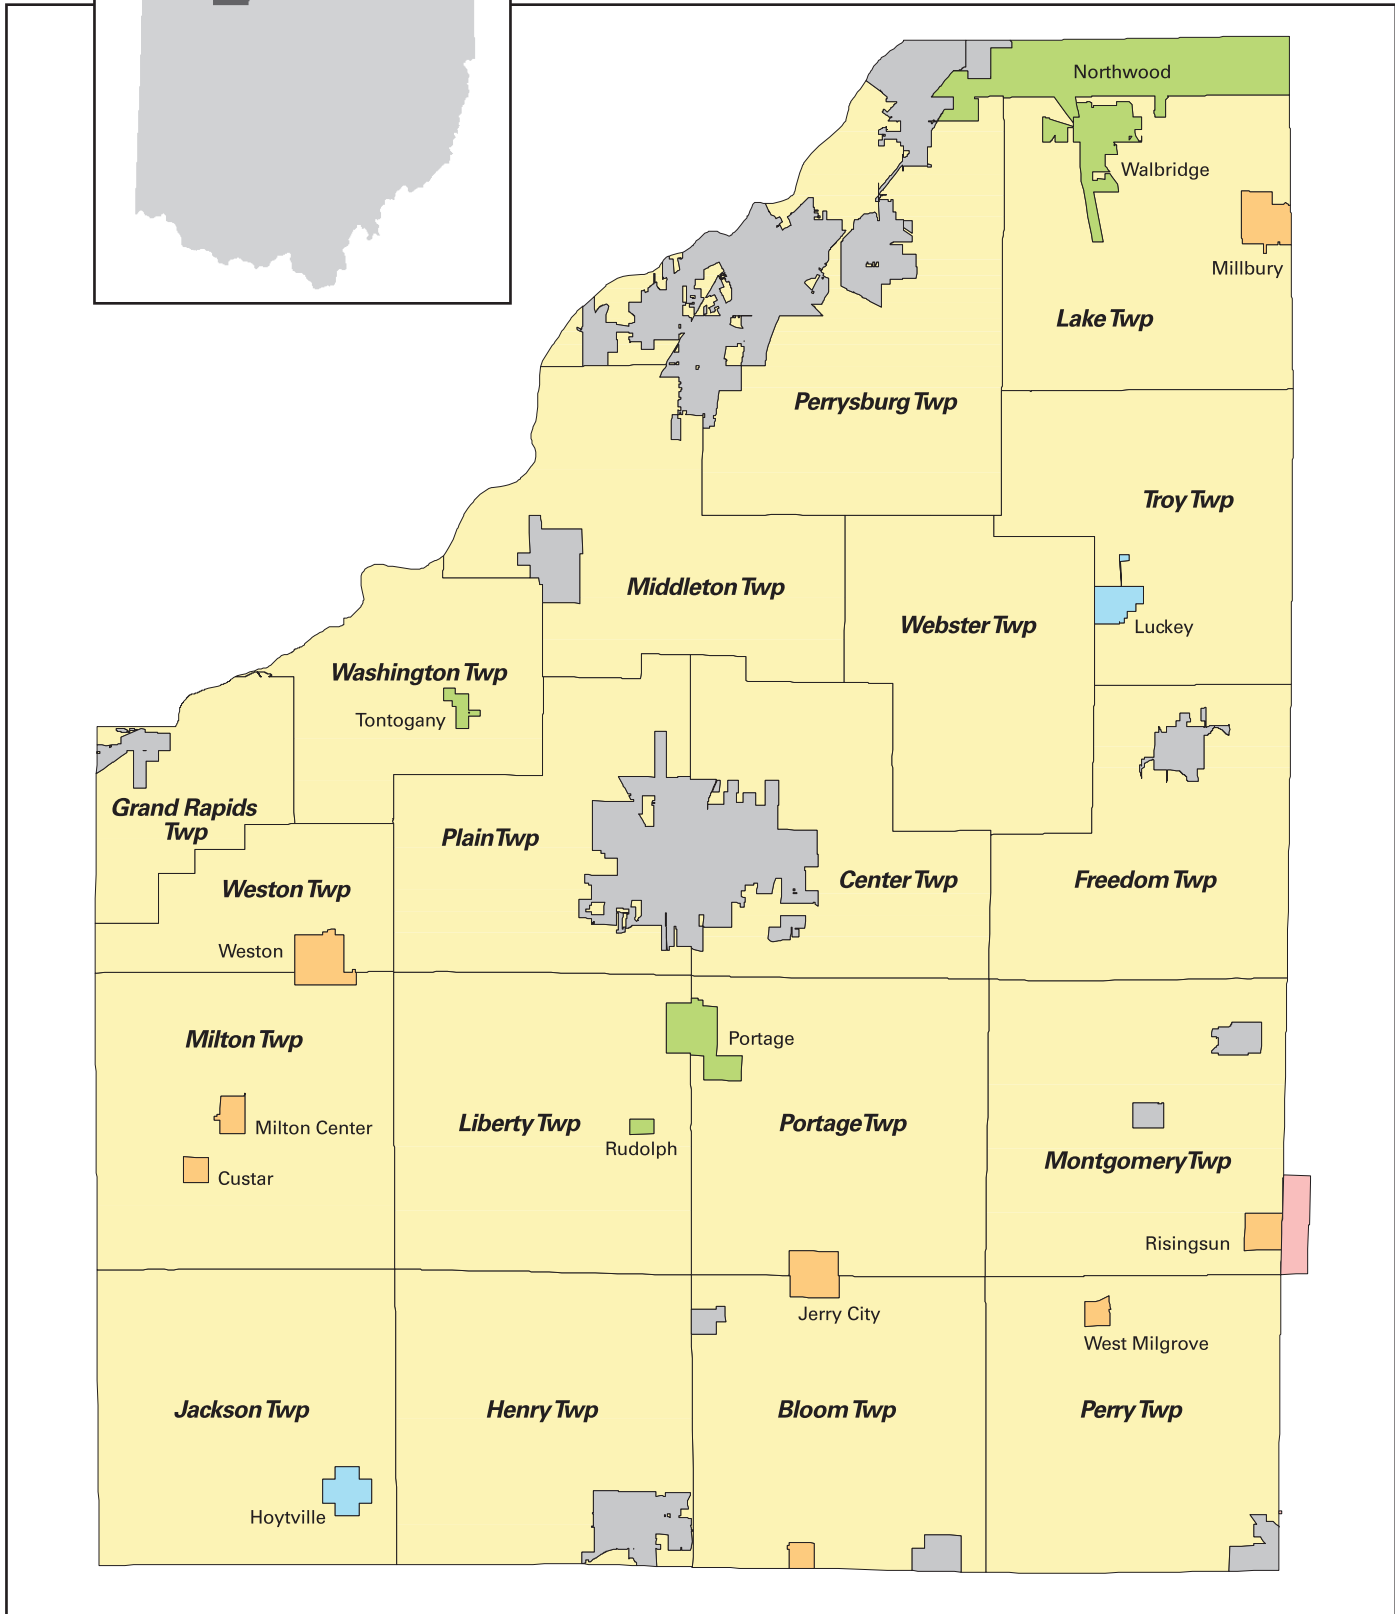 Northwood
Walbridge
Millbury
Lake Twp
Perrysburg Twp
Troy Twp
Middleton Twp
Webster Twp
Luckey
Washington Twp
Tontogany
Grand Rapids
Twp
Plain Twp
Center Twp
Freedom Twp
Weston Twp
Weston
Milton Twp
Portage
Milton Center
Liberty Twp
Rudolph
Portage Twp
Montgomery Twp
Custar
Risingsun
Jerry City
West Milgrove
Jackson Twp
Henry Twp
Bloom Twp
Perry Twp
Hoytville